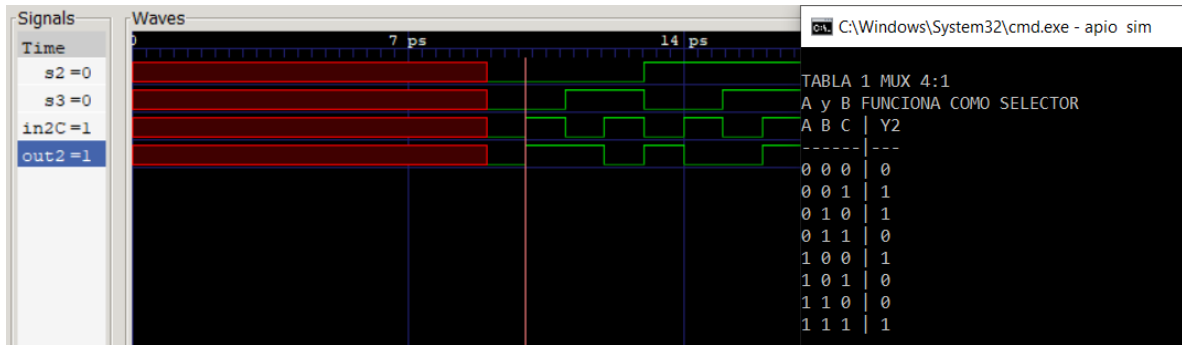 Signals
Time
s2 =0
s3 =0
in2C =1
out2 =1
Waves
0
7 ps
14 ps
C:\Windows\System32\cmd.exe - apio  sim
TABLA 1 MUX 4:1
A y B FUNCIONA COMO SELECTOR
A B C | Y2
------|---
0 0 0 | 0
0 0 1 | 1
0 1 0 | 1
0 1 1 | 0
1 0 0 | 1
1 0 1 | 0
1 1 0 | 0
1 1 1 | 1